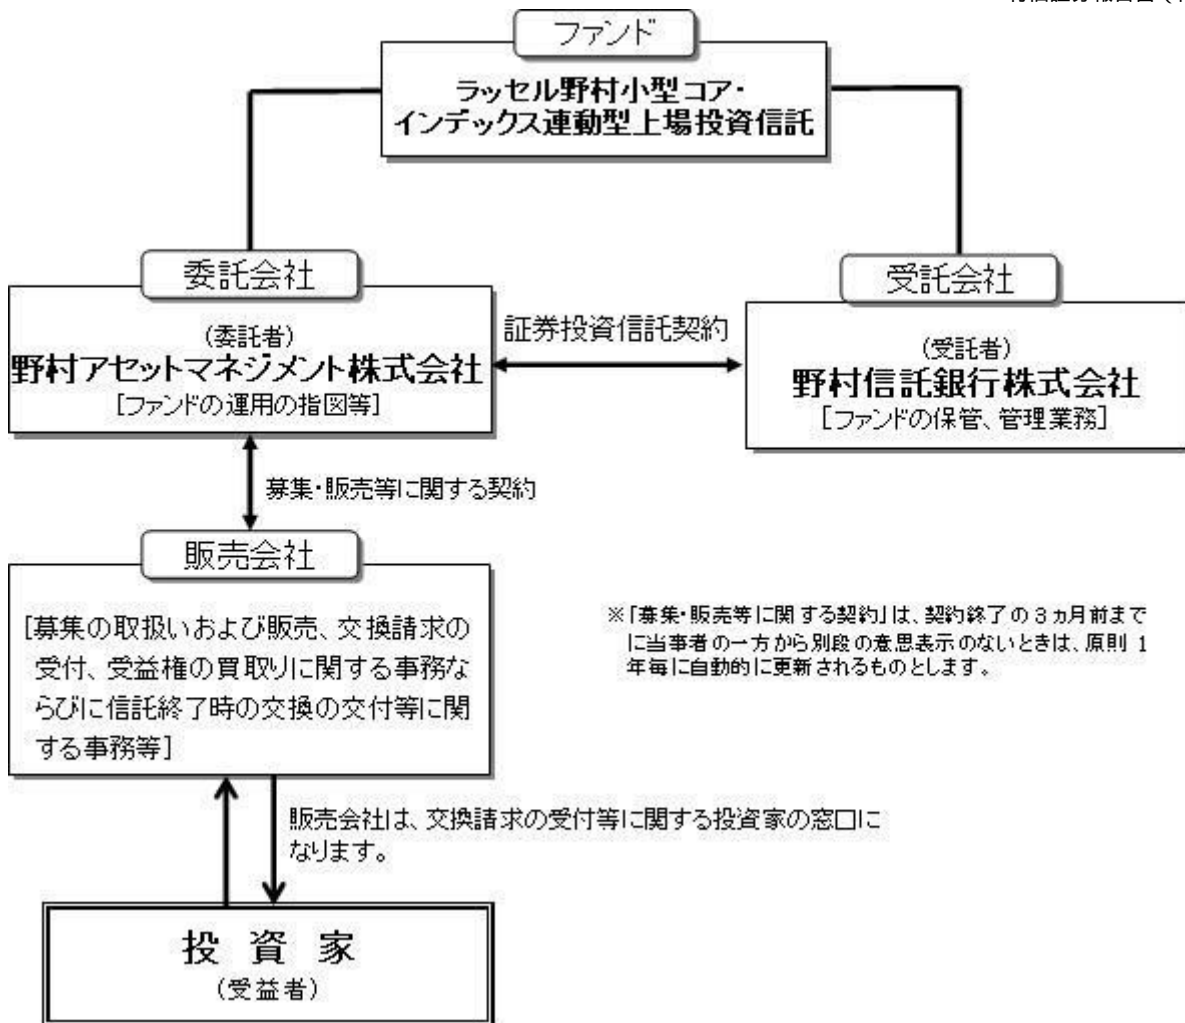 ファンド
ラッセル野村小型コア・
インデックス連動型上場投資信託
委託会社
(委託者)
野村アセットマネジメント株式会社
[ファンドの運用の指図等]
証券投資信託契約
受託会社
(受託者)
野村信託銀行株式会社
[ファンドの保管、管理業務]
募集・販売等に関する契約
販売会社
[募集の取扱いおよび販売、交換請求の
受付、受益権の買取りに関する事務な
らびに信託終了時の交換の交付等に関
する事務等]
※「募集・販売等に関する契約」は、契約終了の3ヵ月前まで
に当事者の一方から別段の意思表示のないときは、原則 1
年毎に自動的に更新されるものとします。
販売会社は、交換請求の受付等に関する投資家の窓口に
なります。
投 資 家
(受益者)